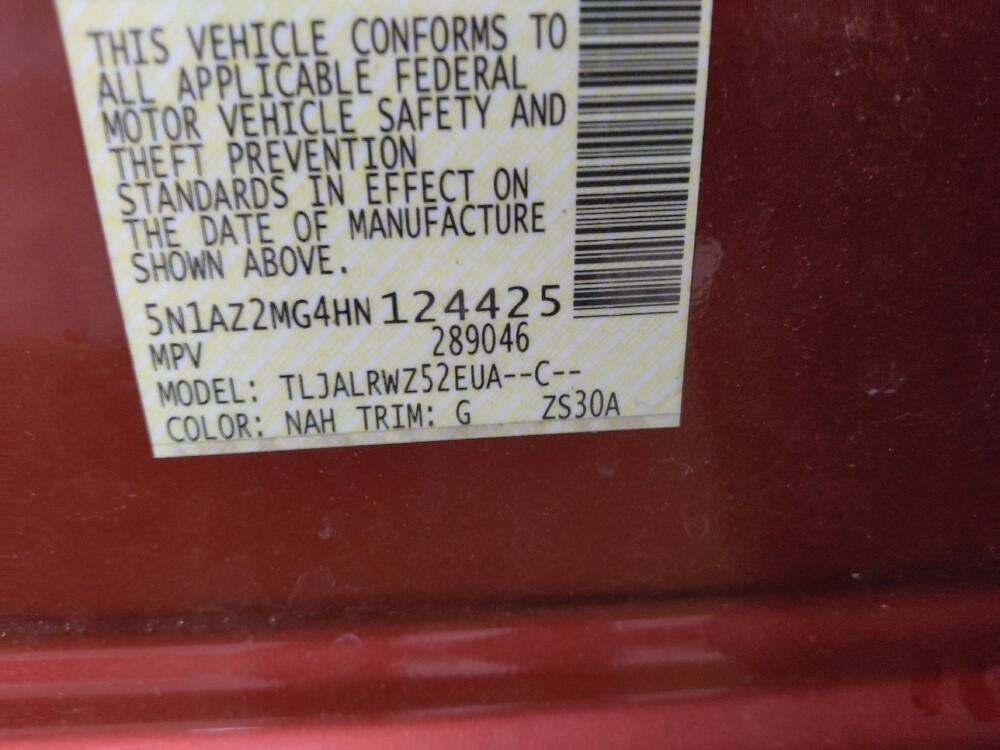 THIS VEHICLE CONFORMS TO
ALL APPLICABLE FEDERAL
MOTOR VEHICLE SAFETY AND
THEFT PREVENTION
STANDARDS IN EFFECT ON
THE DATE OF MANUFACTURE
SHOWN ABOVE.
5N1AZ2MG4HN124425
MPV 289046
MODEL: TLJALRWZ52EUA--C--
COLOR: NAH TRIM: G ZS30A